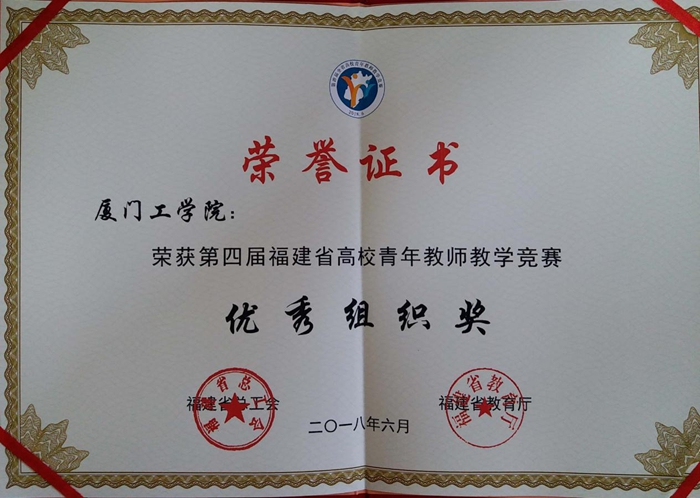 荣誉证书
厦门工学院：
荣获第四届福建省高校青年教师教学竞赛
优秀组织奖
福建省总工会
福建省教育厅
二〇一八年六月